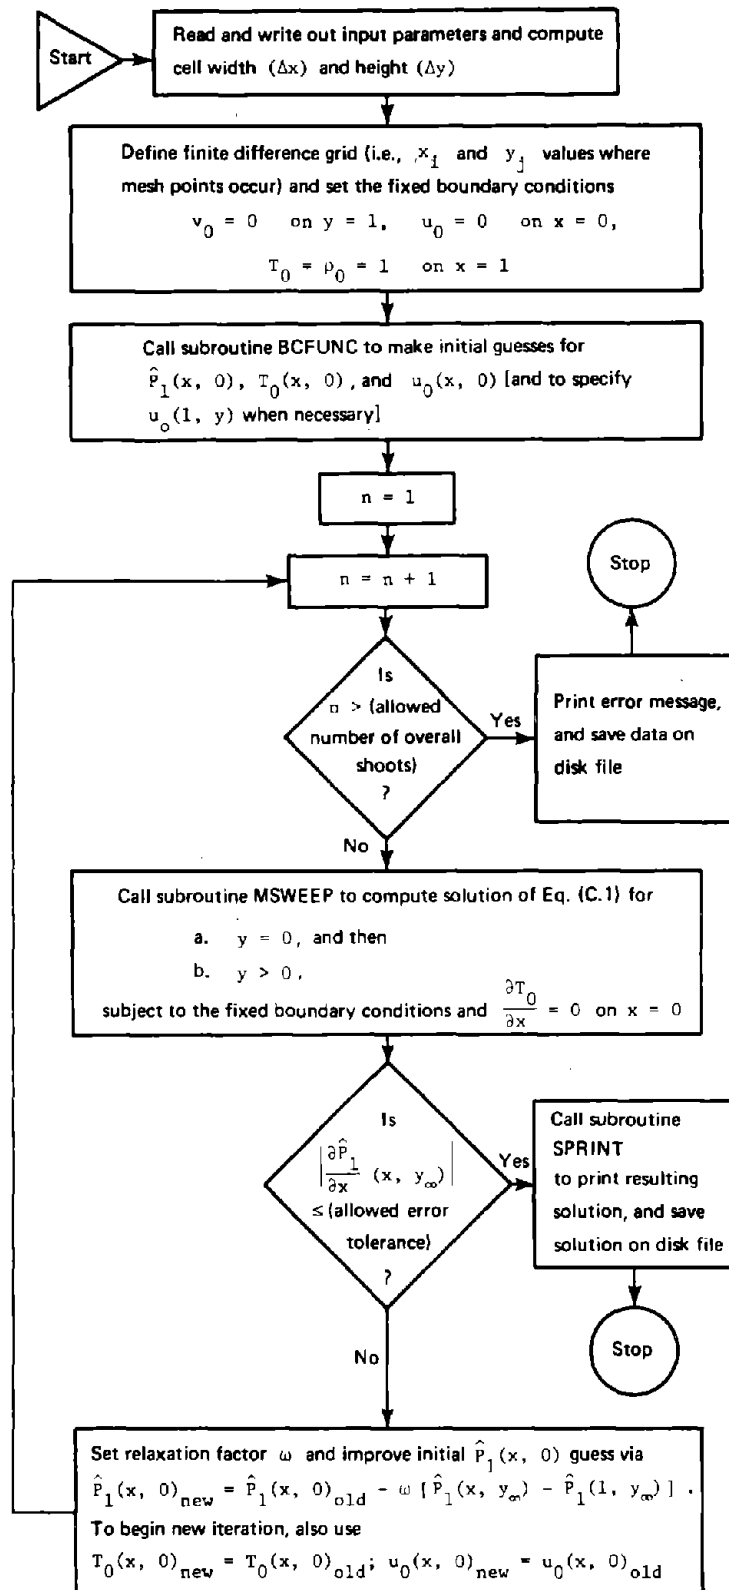 Start
Read and write out input parameters and compute
cell width (Δx) and height (Δy)
Define finite difference grid (i.e., x_i and y_j values where
mesh points occur) and set the fixed boundary conditions
v_0 = 0 on y = 1, u_0 = 0 on x = 0,
T_0 = ρ_0 = 1 on x = 1
Call subroutine BCFUNC to make initial guesses for
P̂_1(x, 0), T_0(x, 0), and u_0(x, 0) [and to specify
u_o(1, y) when necessary]
n = 1
n = n + 1
Stop
Is
n > (allowed
number of overall
shoots)
?
Yes
Print error message,
and save data on
disk file
No
Call subroutine MSWEEP to compute solution of Eq. (C.1) for
a. y = 0, and then
b. y > 0,
subject to the fixed boundary conditions and ∂T_0/∂x = 0 on x = 0
Is
|∂P̂_1/∂x (x, y_∞)|
≤ (allowed error
tolerance)
?
Yes
Call subroutine
SPRINT
to print resulting
solution, and save
solution on disk file
Stop
No
Set relaxation factor ω and improve initial P̂_1(x, 0) guess via
P̂_1(x, 0)_new = P̂_1(x, 0)_old - ω [P̂_1(x, y_∞) - P̂_1(1, y_∞)] .
To begin new iteration, also use
T_0(x, 0)_new = T_0(x, 0)_old; u_0(x, 0)_new = u_0(x, 0)_old